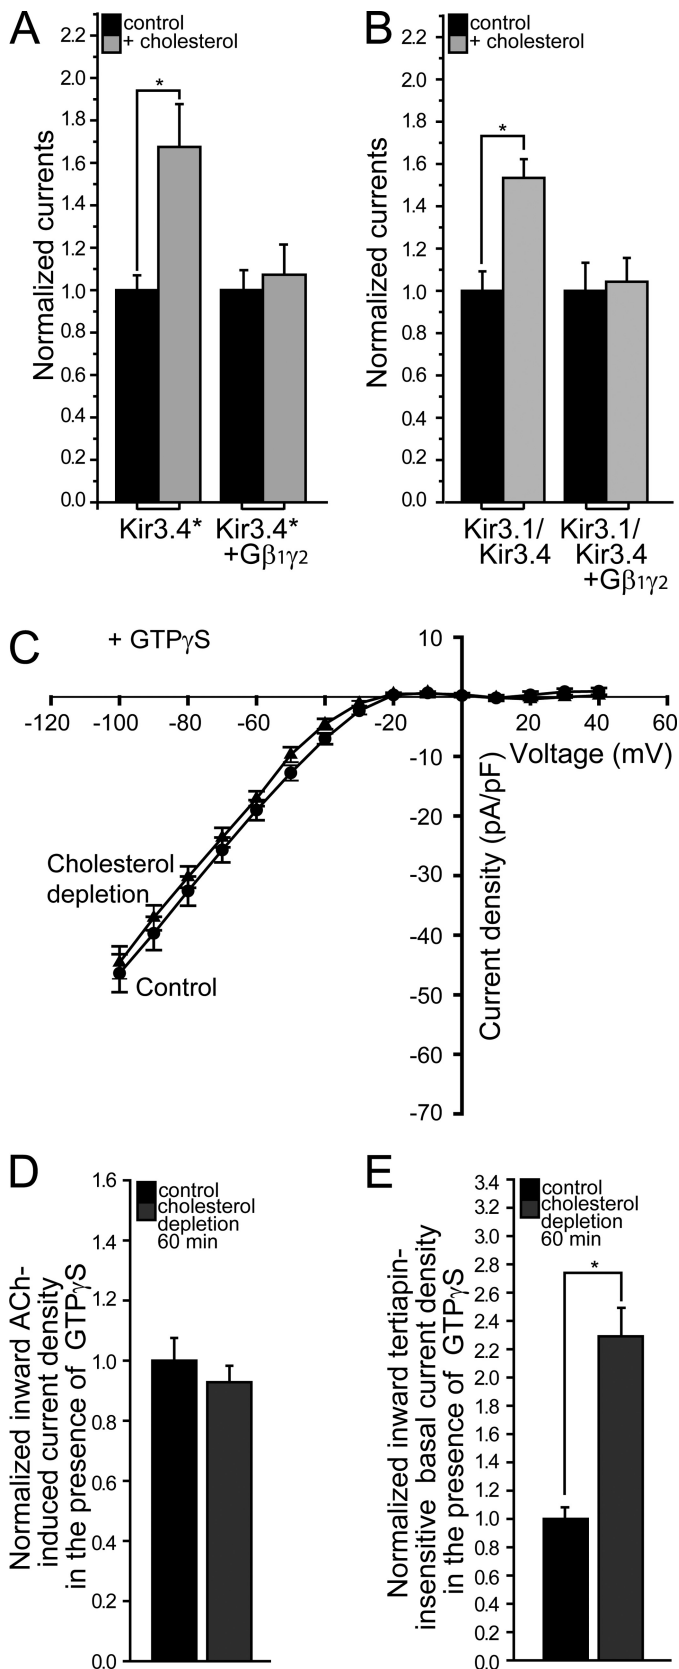 A
control
+ cholesterol
*
Normalized currents
2.2
2.0
1.8
1.6
1.4
1.2
1.0
0.8
0.6
0.4
0.2
0.0
Kir3.4*
Kir3.4*
+Gβ1γ2
B
control
+ cholesterol
*
Normalized currents
2.2
2.0
1.8
1.6
1.4
1.2
1.0
0.8
0.6
0.4
0.2
0.0
Kir3.1/
Kir3.4
Kir3.1/
Kir3.4
+Gβ1γ2
C
+ GTPγS
10
-120 -100 -80 -60 -40 -20 20 40 60
Voltage (mV)
-10
-20
-30
-40
-50
-60
-70
Current density (pA/pF)
Cholesterol
depletion
Control
D
control
cholesterol
depletion
60 min
Normalized inward ACh-
induced current density
in the presence of GTPγS
1.6
1.4
1.2
1.0
0.8
0.6
0.4
0.2
0.0
E
control
cholesterol
depletion
60 min
*
Normalized inward tertiapin-
insensitive basal current density
in the presence of GTPγS
3.4
3.2
3.0
2.8
2.6
2.4
2.2
2.0
1.8
1.6
1.4
1.2
1.0
0.8
0.6
0.4
0.2
0.0